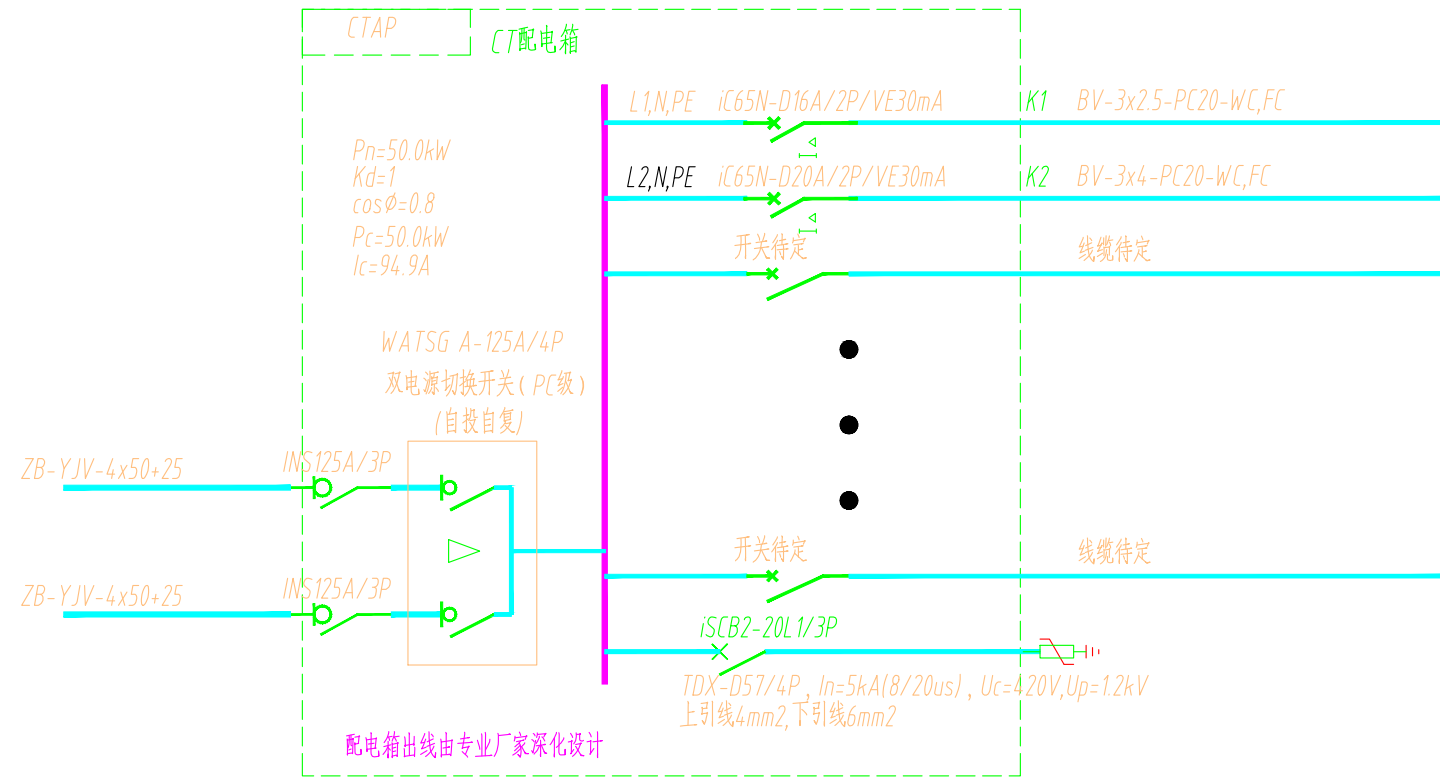 CTAP
CT配电箱
L1,N,PE iC65N-D16A/2P/VE30mA K1 BV-3x2.5-PC20-WC,FC
Pn=50.0kW
Kd=1
cosΦ=0.8
Pc=50.0kW
Ic=94.9A
L2,N,PE iC65N-D20A/2P/VE30mA K2 BV-3x4-PC20-WC,FC
开关待定 线缆待定
WATSG A-125A/4P
双电源切换开关(PC级)
(自投自复)
ZB-YJV-4x50+25 INS125A/3P
开关待定 线缆待定
ZB-YJV-4x50+25 INS125A/3P
iSCB2-20L1/3P
TDX-D57/4P, In=5kA(8/20us), Uc=420V,Up=1.2kV
上引线4mm2,下引线6mm2
配电箱出线由专业厂家深化设计